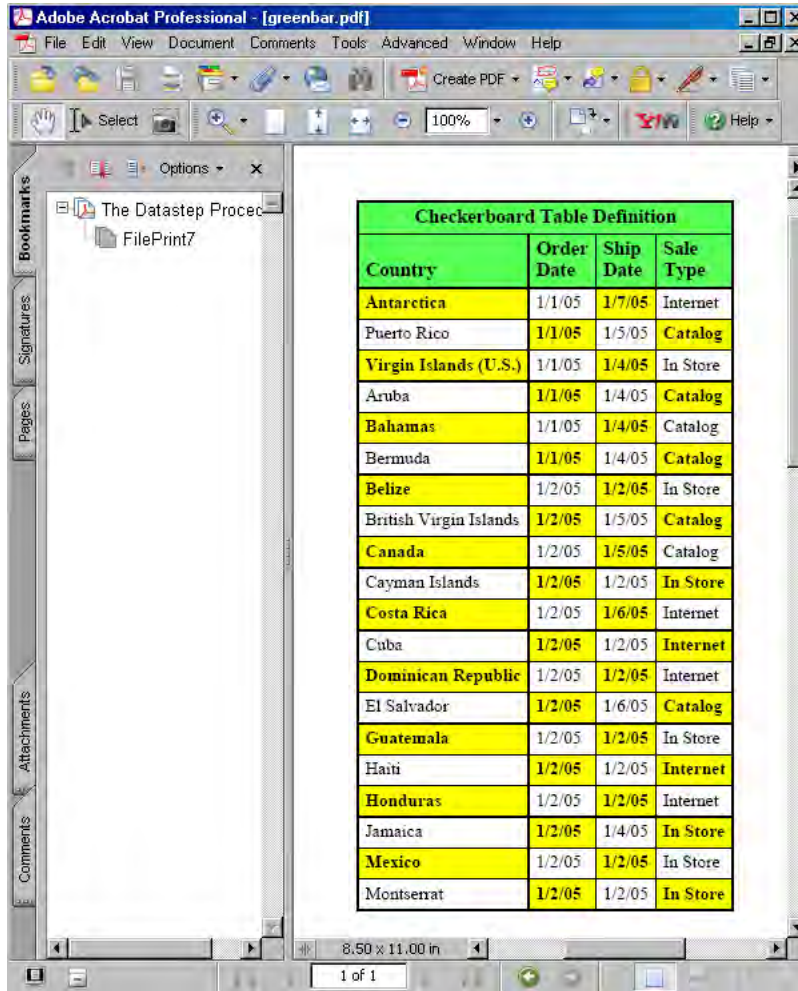 Adobe Acrobat Professional - [greenbar.pdf]
File Edit View Document Comments Tools Advanced Window Help
Create PDF
Select 100% Y! Help
Options x
Bookmarks
Signatures
Pages
Attachments
Comments
The Datastep Proced
FilePrint7
Checkerboard Table Definition
Country Order Date Ship Date Sale Type
Antarctica 1/1/05 1/7/05 Internet
Puerto Rico 1/1/05 1/5/05 Catalog
Virgin Islands (U.S.) 1/1/05 1/4/05 In Store
Aruba 1/1/05 1/4/05 Catalog
Bahamas 1/1/05 1/4/05 Catalog
Bermuda 1/1/05 1/4/05 Catalog
Belize 1/2/05 1/2/05 In Store
British Virgin Islands 1/2/05 1/5/05 Catalog
Canada 1/2/05 1/5/05 Catalog
Cayman Islands 1/2/05 1/2/05 In Store
Costa Rica 1/2/05 1/6/05 Internet
Cuba 1/2/05 1/2/05 Internet
Dominican Republic 1/2/05 1/2/05 Internet
El Salvador 1/2/05 1/6/05 Catalog
Guatemala 1/2/05 1/2/05 In Store
Haiti 1/2/05 1/2/05 Internet
Honduras 1/2/05 1/2/05 Internet
Jamaica 1/2/05 1/4/05 In Store
Mexico 1/2/05 1/2/05 In Store
Montserrat 1/2/05 1/2/05 In Store
8.50 x 11.00 in
1 of 1